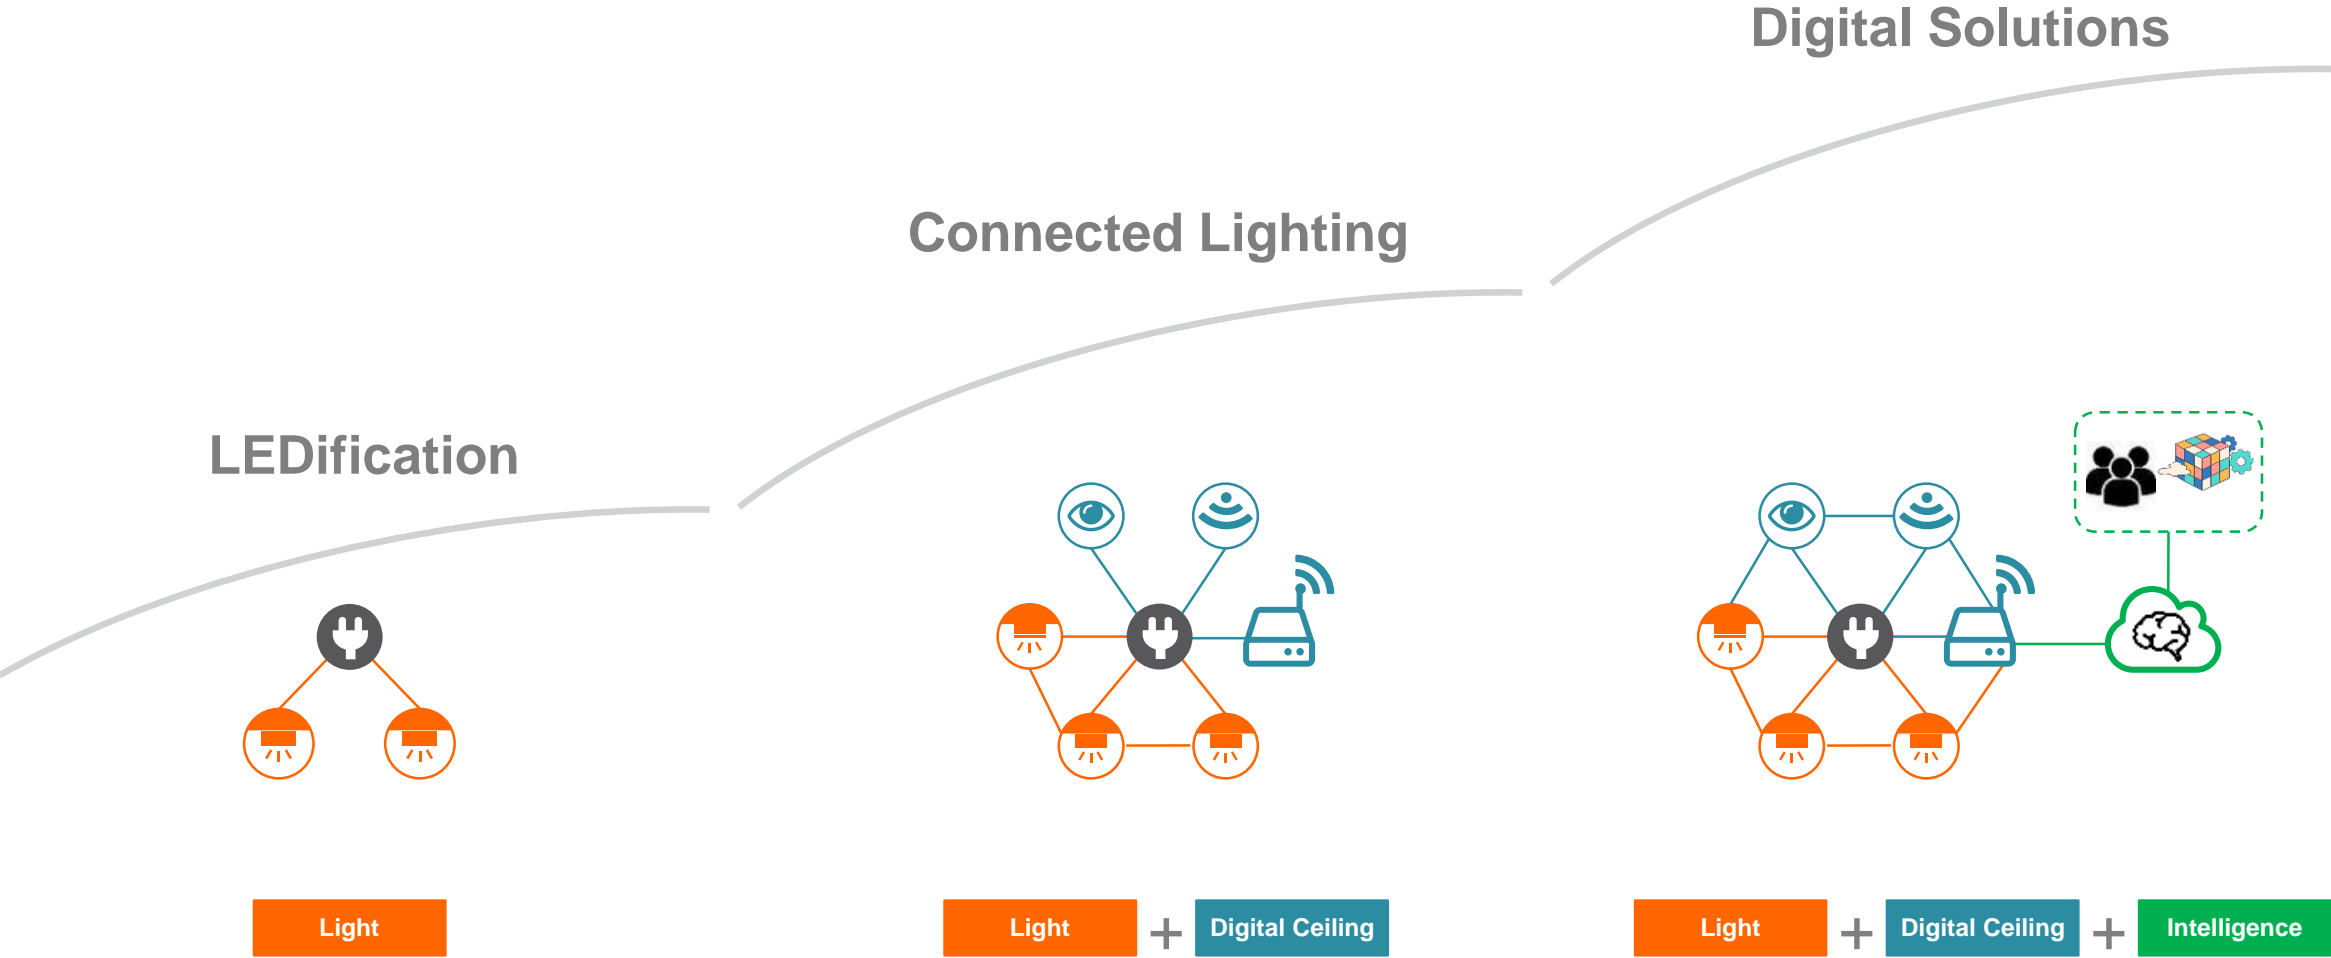 Digital Solutions
Connected Lighting
LEDification
Light
Light + Digital Ceiling
Light + Digital Ceiling + Intelligence